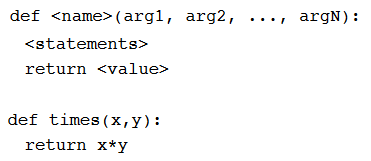 def <name>(arg1, arg2, ..., argN):
  <statements>
  return <value>

def times(x,y):
  return x*y